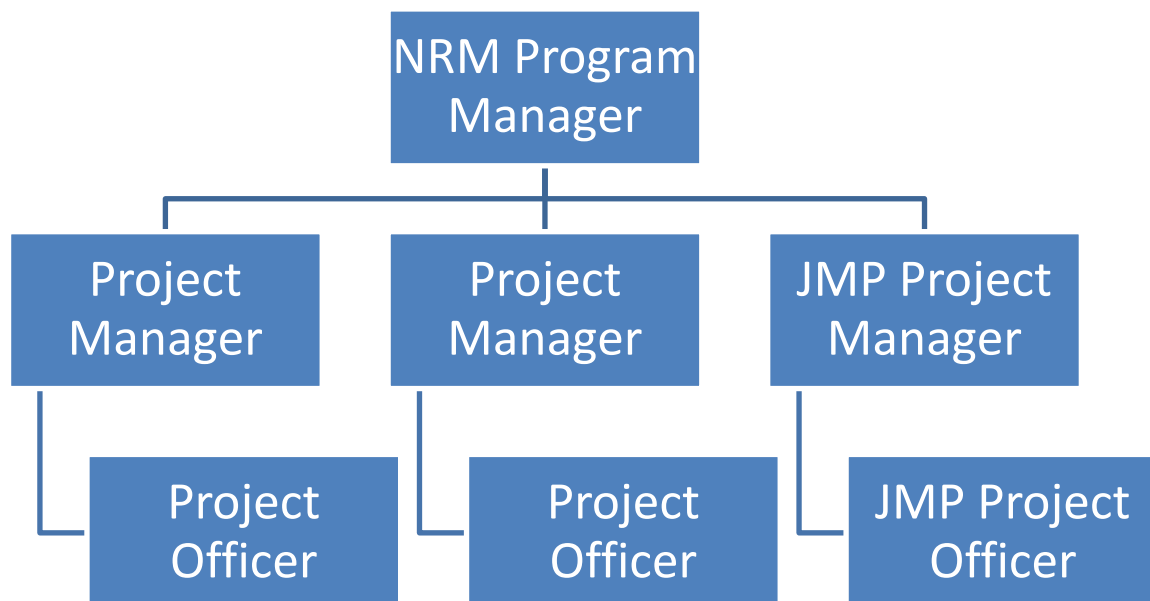 NRM Program
Manager
Project
Manager
Project
Manager
JMP Project
Manager
Project
Officer
Project
Officer
JMP Project
Officer